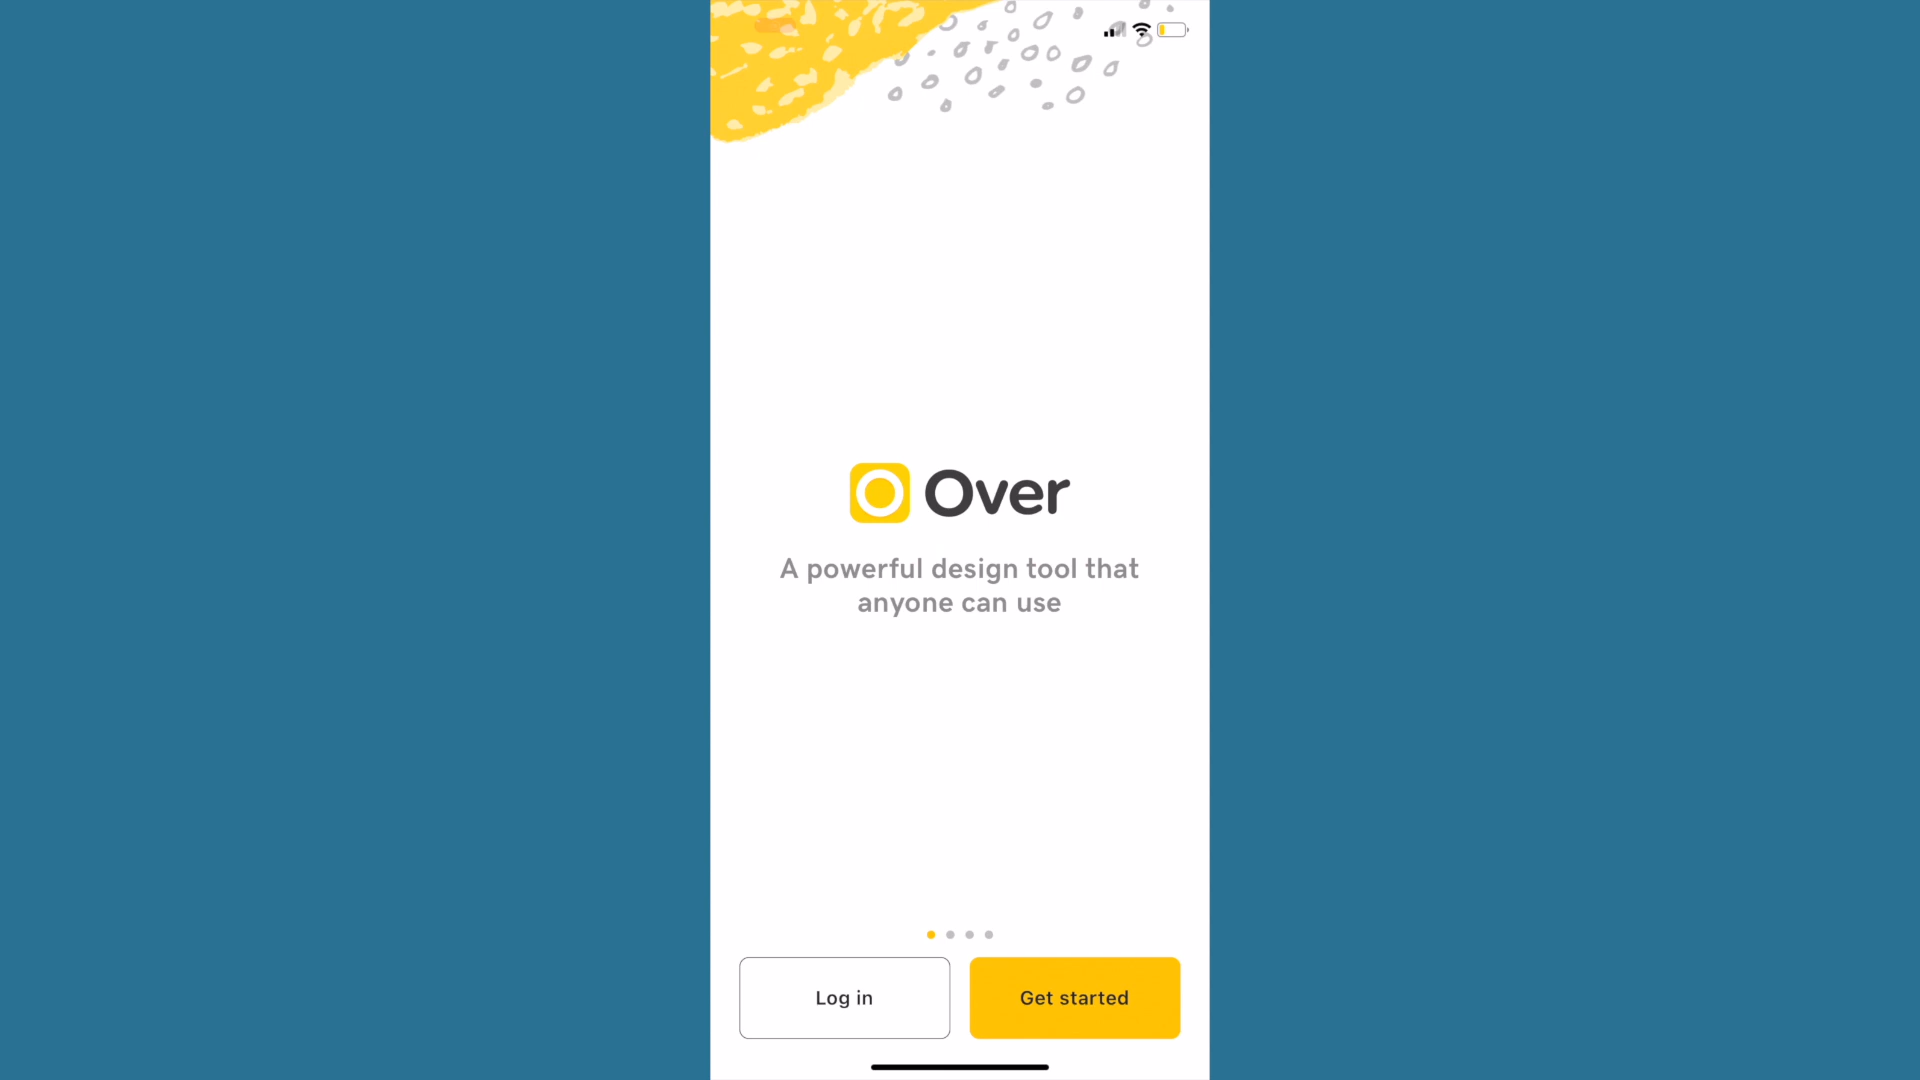 Over
A powerful design tool that
anyone can use
Log in
Get started